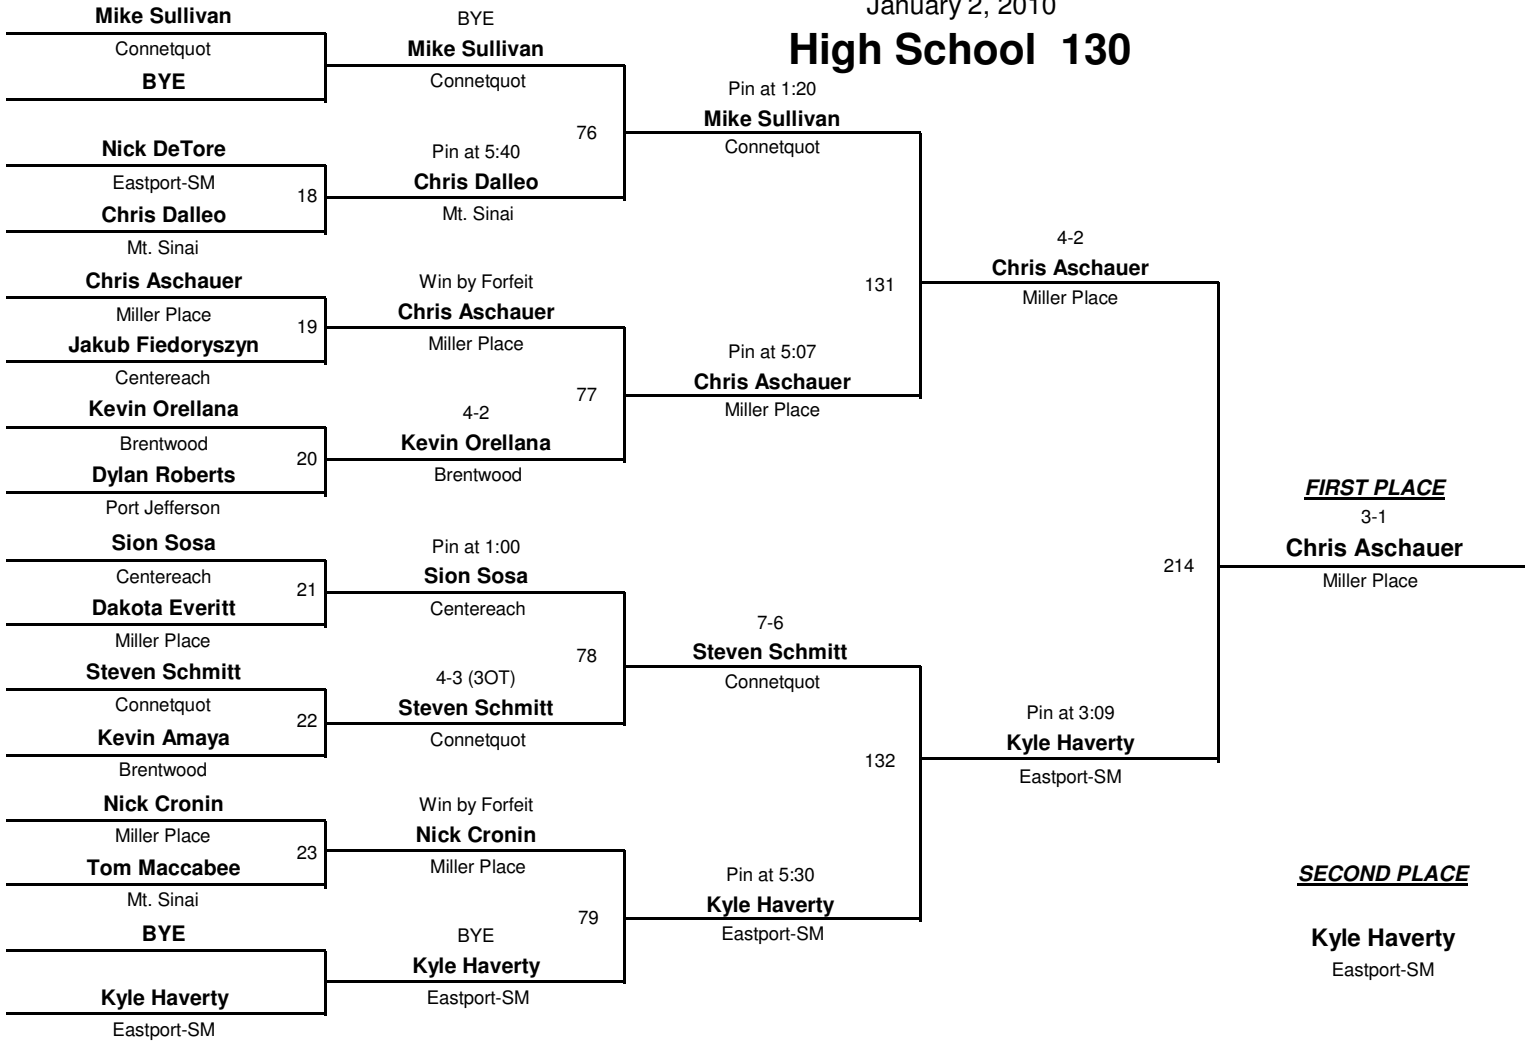 January 2, 2010
High School 130
Mike Sullivan
Connetquot
BYE
Nick DeTore
Eastport-SM
18
Chris Dalleo
Mt. Sinai
Chris Aschauer
Miller Place
19
Jakub Fiedoryszyn
Centereach
Kevin Orellana
Brentwood
20
Dylan Roberts
Port Jefferson
Sion Sosa
Centereach
21
Dakota Everitt
Miller Place
Steven Schmitt
Connetquot
22
Kevin Amaya
Brentwood
Nick Cronin
Miller Place
23
Tom Maccabee
Mt. Sinai
BYE
Kyle Haverty
Eastport-SM
BYE
Mike Sullivan
Connetquot
76
Pin at 5:40
Chris Dalleo
Mt. Sinai
Win by Forfeit
Chris Aschauer
Miller Place
77
4-2
Kevin Orellana
Brentwood
Pin at 1:00
Sion Sosa
Centereach
78
4-3 (3OT)
Steven Schmitt
Connetquot
Win by Forfeit
Nick Cronin
Miller Place
79
BYE
Kyle Haverty
Eastport-SM
Pin at 1:20
Mike Sullivan
Connetquot
131
Pin at 5:07
Chris Aschauer
Miller Place
7-6
Steven Schmitt
Connetquot
132
Pin at 5:30
Kyle Haverty
Eastport-SM
4-2
Chris Aschauer
Miller Place
214
Pin at 3:09
Kyle Haverty
Eastport-SM
FIRST PLACE
3-1
Chris Aschauer
Miller Place
SECOND PLACE
Kyle Haverty
Eastport-SM